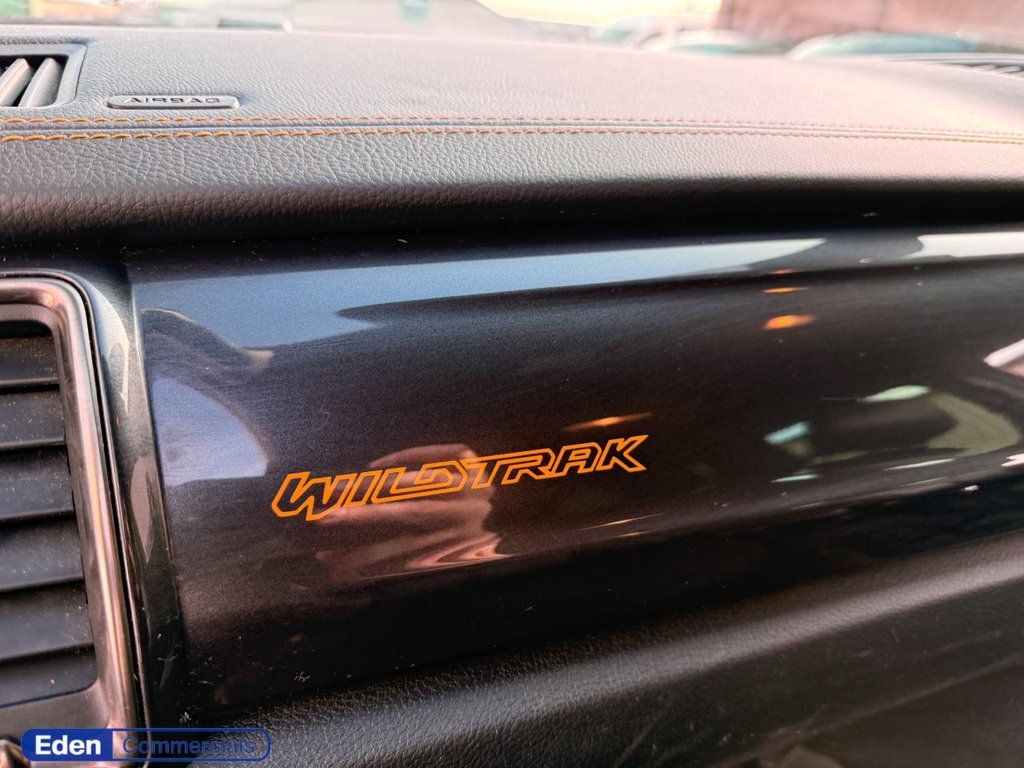 AIRBAG
WILDTRAK
Eden Commercials